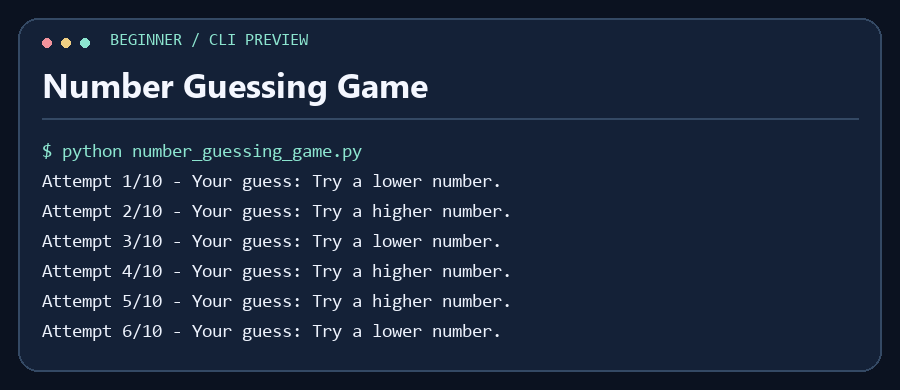 BEGINNER / CLI PREVIEW
Number Guessing Game
$ python number_guessing_game.py
Attempt 1/10 - Your guess: Try a lower number.
Attempt 2/10 - Your guess: Try a higher number.
Attempt 3/10 - Your guess: Try a lower number.
Attempt 4/10 - Your guess: Try a higher number.
Attempt 5/10 - Your guess: Try a higher number.
Attempt 6/10 - Your guess: Try a lower number.